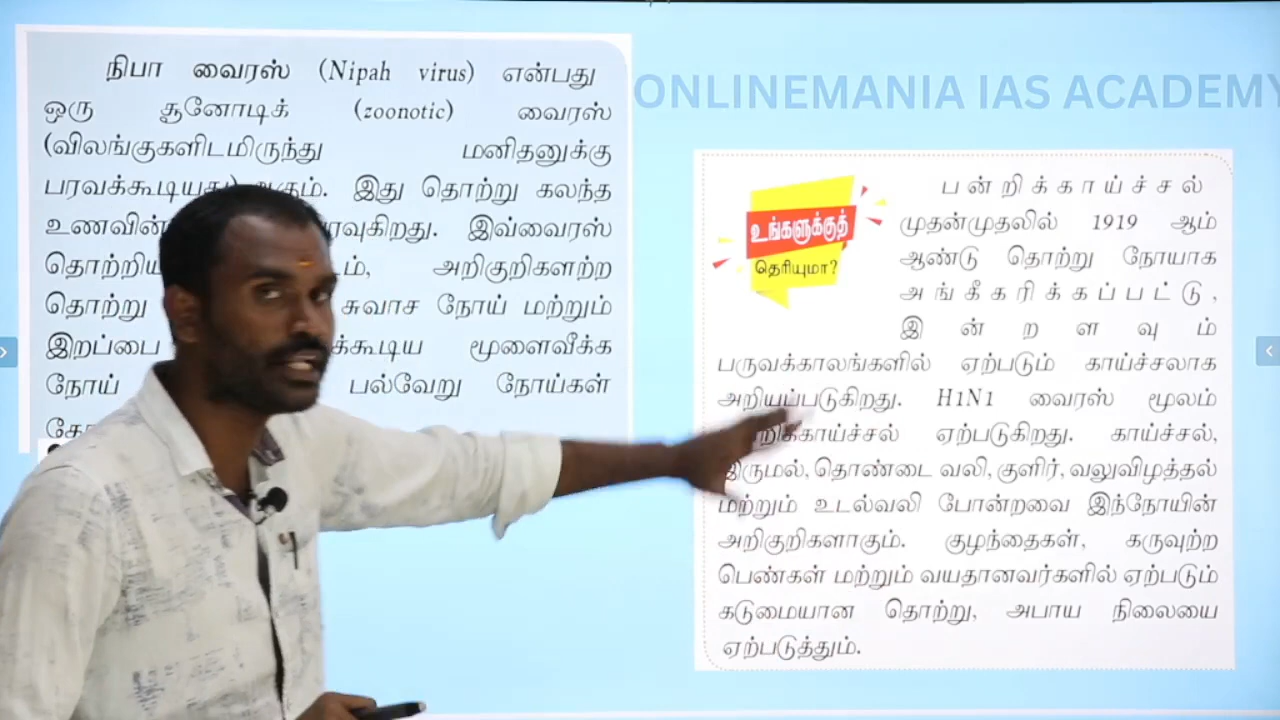 நிபா வைரஸ் (Nipah virus) என்பது
ஒரு சூனோடிக் (zoonotic) வைரஸ்
(விலங்குகளிடமிருந்து மனிதனுக்கு
பரவக்கூடியது) ஆகும். இது தொற்று கலந்த
உணவின் இவ்வைரஸ்
அறிகுறிகளற்ற
தொற்று சுவாச நோய் மற்றும்
இறப்பை மூளைவீக்க
நோய் பல்வேறு நோய்கள்
ONLINEMANIA IAS ACADEMY
உங்களுக்குத்
தெரியுமா?
பன்றிக்காய்ச்சல்
முதன்முதலில் 1919 ஆம்
ஆண்டு தொற்று நோயாக
அங்கீகரிக்கப்பட்டு,
இன்றளவும்
பருவக்காலங்களில் ஏற்படும் காய்ச்சலாக
அறியப்படுகிறது. H1N1 வைரஸ் மூலம்
பன்றிக்காய்ச்சல் ஏற்படுகிறது. காய்ச்சல்,
இருமல், தொண்டை வலி, குளிர், வலுவிழத்தல்
மற்றும் உடல்வலி போன்றவை இந்நோயின்
அறிகுறிகளாகும். குழந்தைகள், கருவுற்ற
பெண்கள் மற்றும் வயதானவர்களில் ஏற்படும்
கடுமையான தொற்று, அபாய நிலையை
ஏற்படுத்தும்.